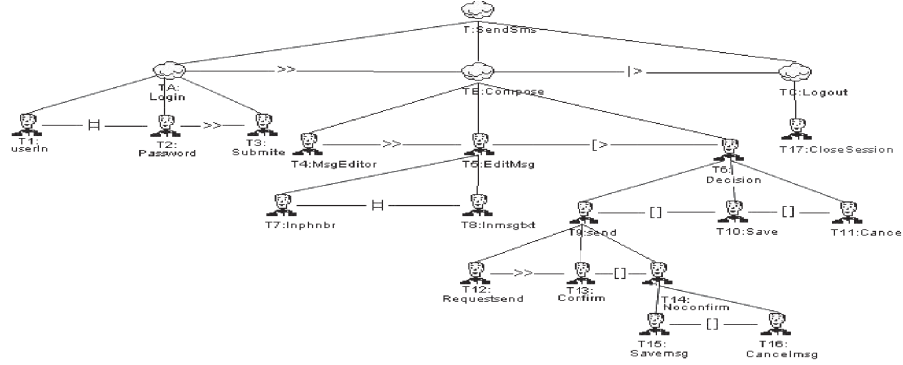 T:SendSms
>> |>
TA:
Login
TB:Compose
TC:Logout
|=| >>
T1:
userIn
T2:
Password
T3:
Submite
>> [>
T4:MsgEditor
T5:EditMsg
T6:
Decision
T17:CloseSession
|=|
T7:Inphnbr
T8:Inmsgtxt
[] []
T9:send
T10:Save
T11:Cance
>> []
T12:
Requestsend
T13:
Confirm
T14:
Noconfirm
[]
T15:
Savemsg
T16:
Cancelmsg